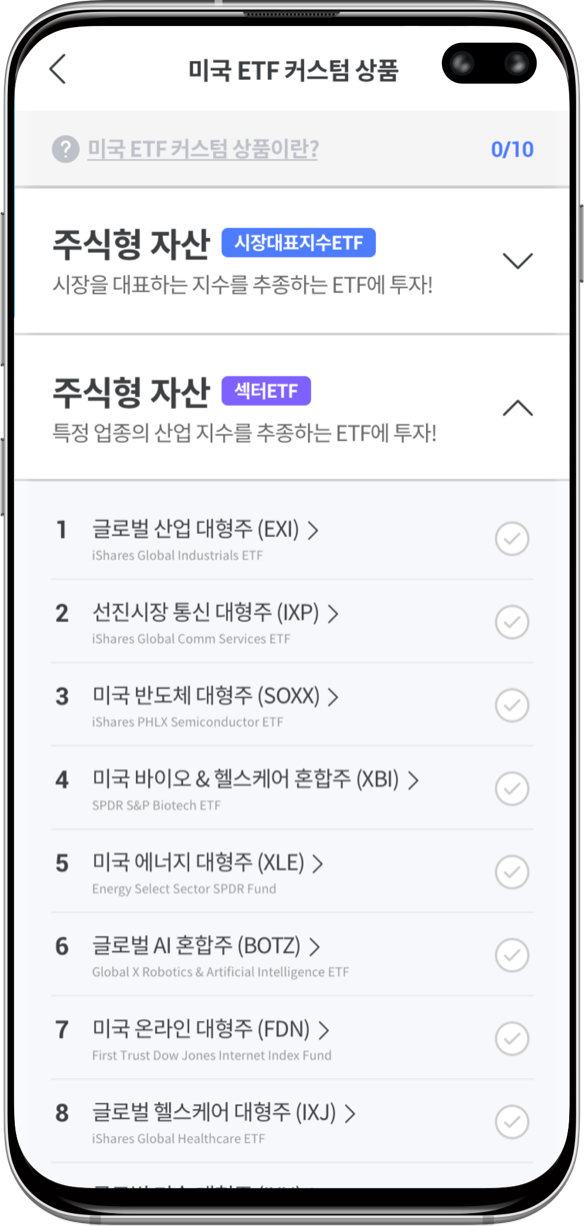 미국 ETF 커스텀 상품
? 미국 ETF 커스텀 상품이란? 0/10
주식형 자산 시장대표지수ETF
시장을 대표하는 지수를 추종하는 ETF에 투자!
주식형 자산 섹터ETF
특정 업종의 산업 지수를 추종하는 ETF에 투자!
1 글로벌 산업 대형주 (EXI)
iShares Global Industrials ETF
2 선진시장 통신 대형주 (IXP)
iShares Global Comm Services ETF
3 미국 반도체 대형주 (SOXX)
iShares PHLX Semiconductor ETF
4 미국 바이오 & 헬스케어 혼합주 (XBI)
SPDR S&P Biotech ETF
5 미국 에너지 대형주 (XLE)
Energy Select Sector SPDR Fund
6 글로벌 AI 혼합주 (BOTZ)
Global X Robotics & Artificial Intelligence ETF
7 미국 온라인 대형주 (FDN)
First Trust Dow Jones Internet Index Fund
8 글로벌 헬스케어 대형주 (IXJ)
iShares Global Healthcare ETF